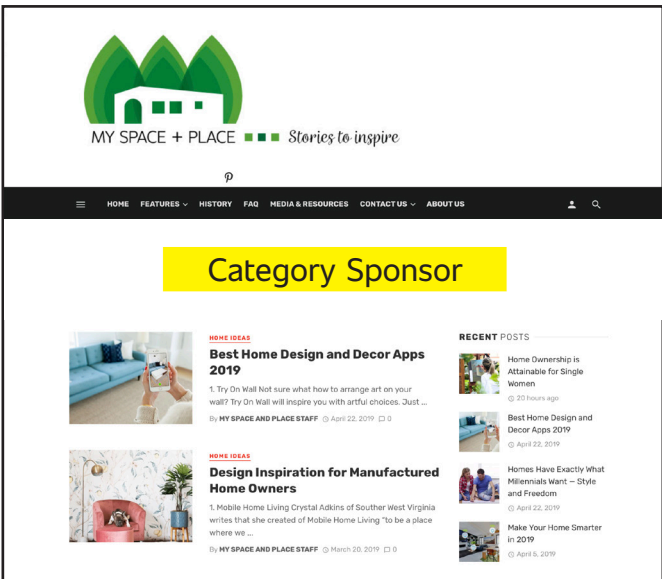 MY SPACE + PLACE Stories to inspire
HOME FEATURES HISTORY FAQ MEDIA & RESOURCES CONTACT US ABOUT US
Category Sponsor
HOME IDEAS
Best Home Design and Decor Apps
2019
1. Try On Wall Not sure what how to arrange art on your
wall? Try On Wall will inspire you with artful choices. Just ...
By MY SPACE AND PLACE STAFF April 22, 2019 0
HOME IDEAS
Design Inspiration for Manufactured
Home Owners
1. Mobile Home Living Crystal Adkins of Souther West Virginia
writes that she created of Mobile Home Living "to be a place
where we ...
By MY SPACE AND PLACE STAFF March 20, 2019 0
RECENT POSTS
Home Ownership is
Attainable for Single
Women
20 hours ago
Best Home Design and
Decor Apps 2019
April 22, 2019
Homes Have Exactly What
Millennials Want – Style
and Freedom
April 22, 2019
Make Your Home Smarter
in 2019
April 5, 2019